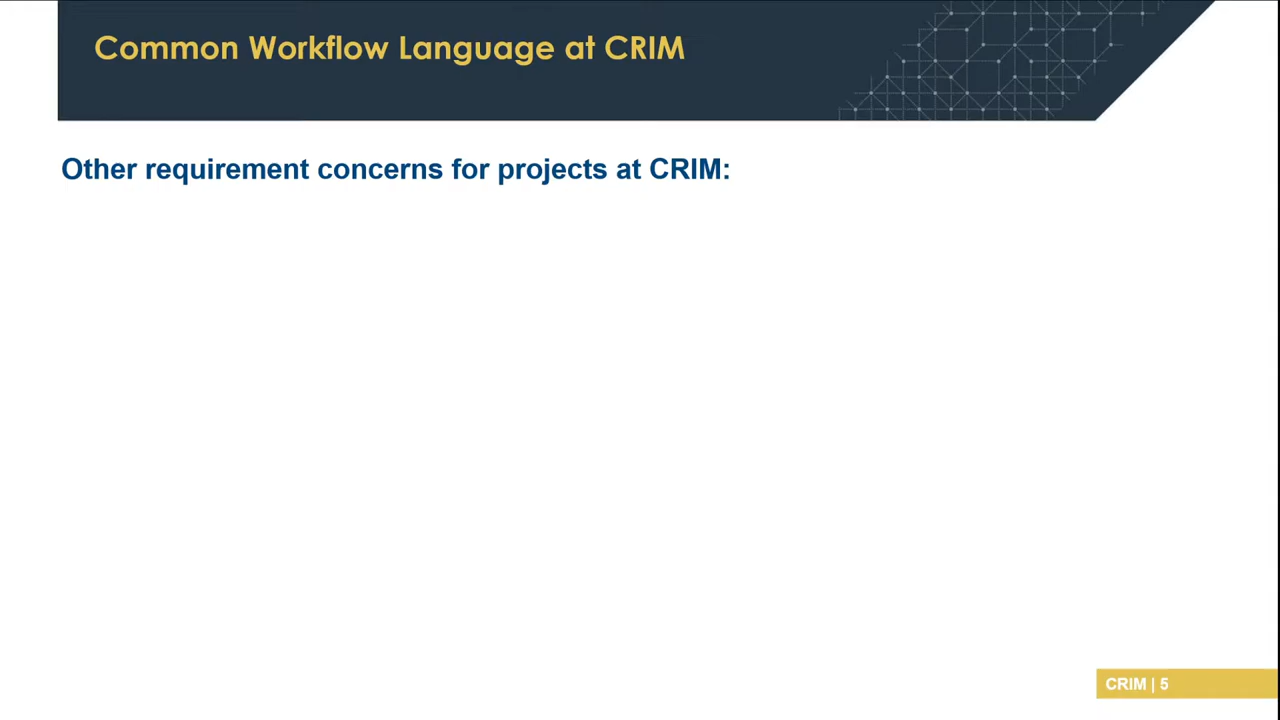 Common Workflow Language at CRIM
Other requirement concerns for projects at CRIM:
CRIM | 5